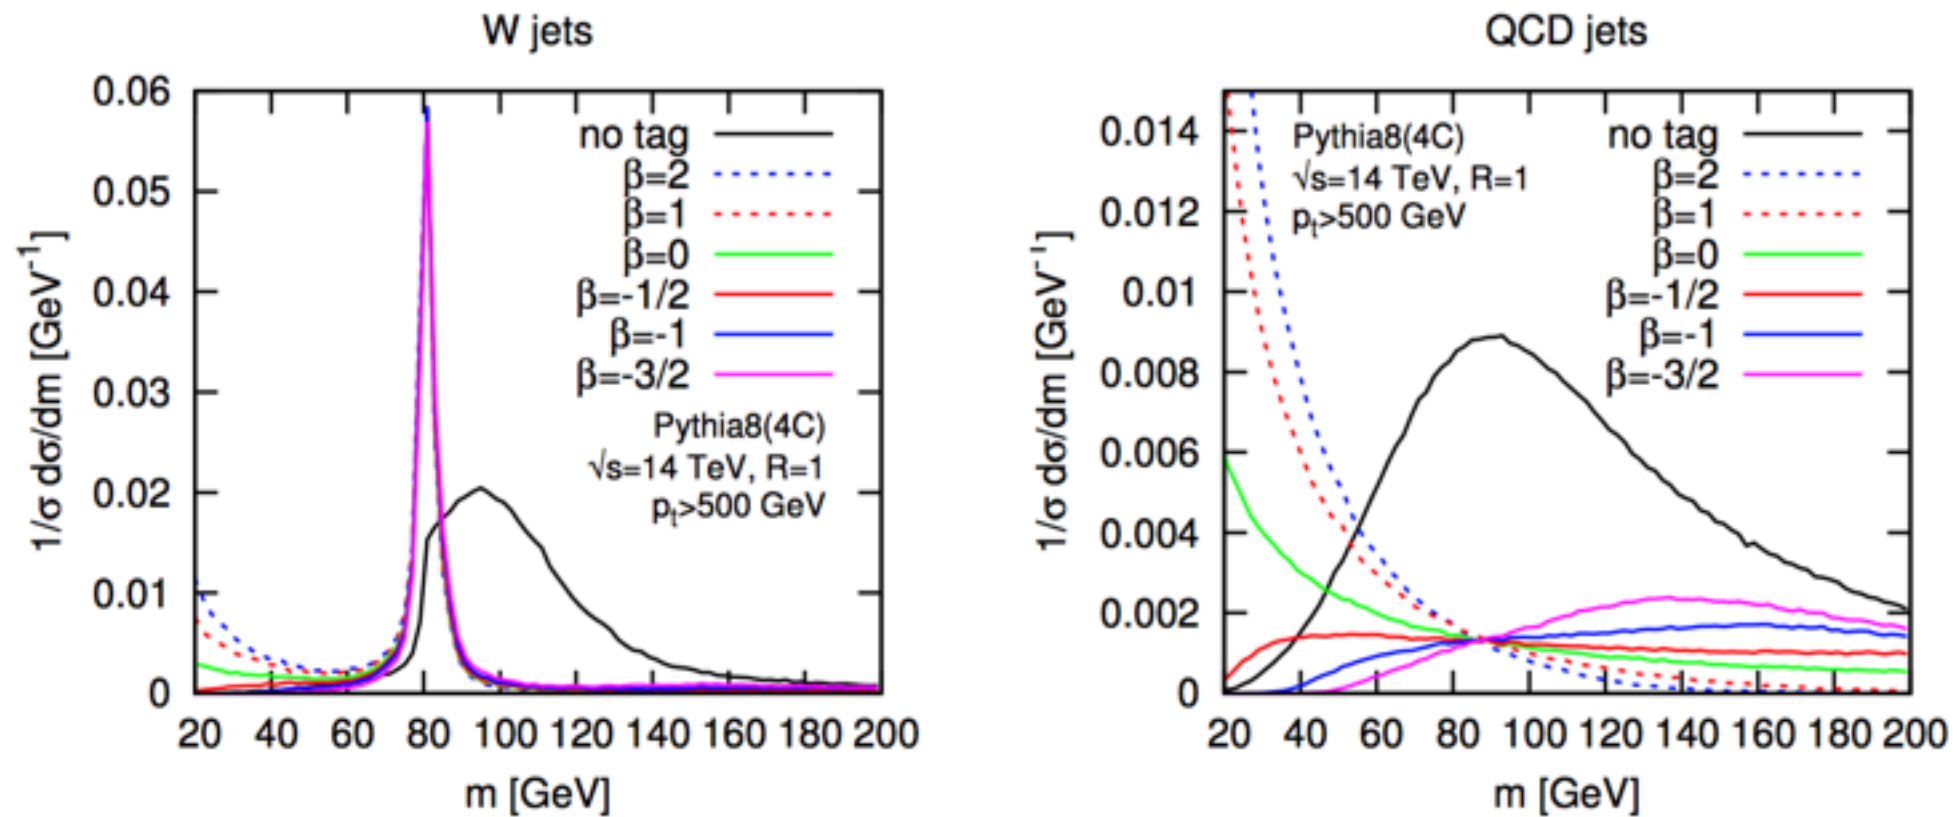 W jets
1/σ dσ/dm [GeV⁻¹]
0.06
0.05
0.04
0.03
0.02
0.01
0
no tag
β=2
β=1
β=0
β=-1/2
β=-1
β=-3/2
Pythia8(4C)
√s=14 TeV, R=1
pₜ>500 GeV
20 40 60 80 100 120 140 160 180 200
m [GeV]
QCD jets
1/σ dσ/dm [GeV⁻¹]
0.014
0.012
0.01
0.008
0.006
0.004
0.002
0
Pythia8(4C)
√s=14 TeV, R=1
pₜ>500 GeV
no tag
β=2
β=1
β=0
β=-1/2
β=-1
β=-3/2
20 40 60 80 100 120 140 160 180 200
m [GeV]